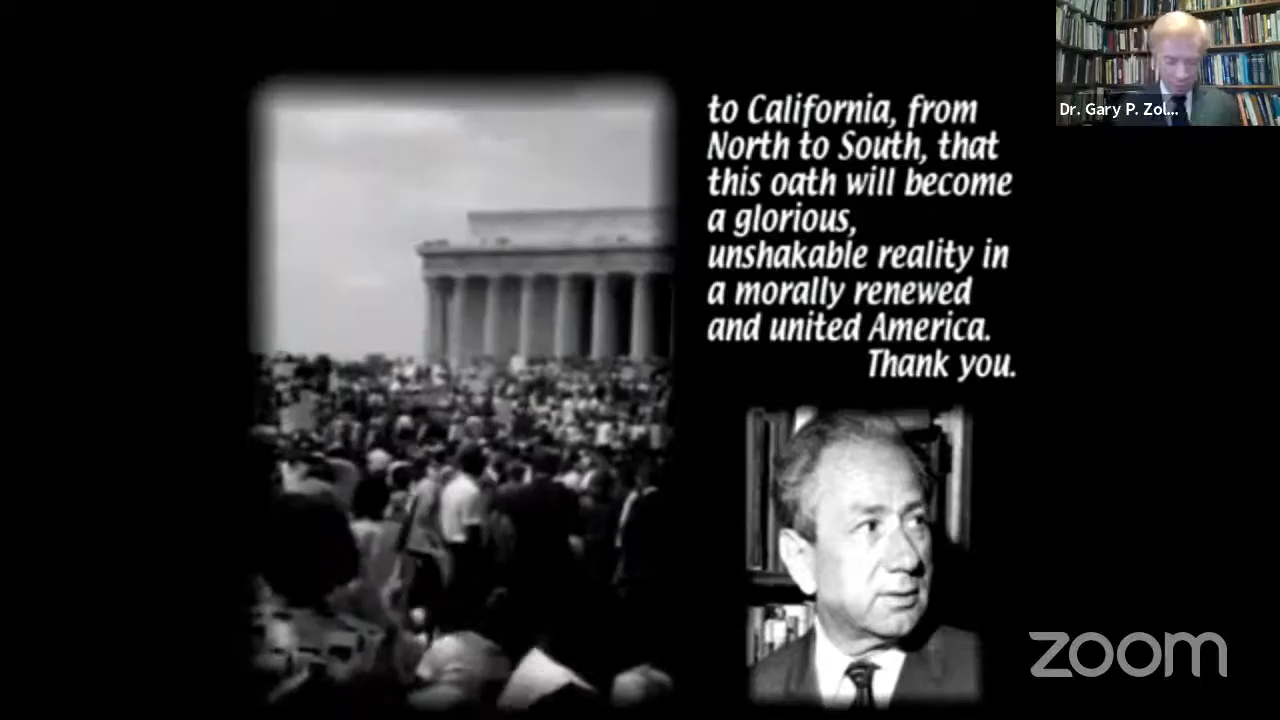 to California, from
North to South, that
this oath will become
a glorious,
unshakable reality in
a morally renewed
and united America.
Thank you.
Dr. Gary P. Zol...
zoom